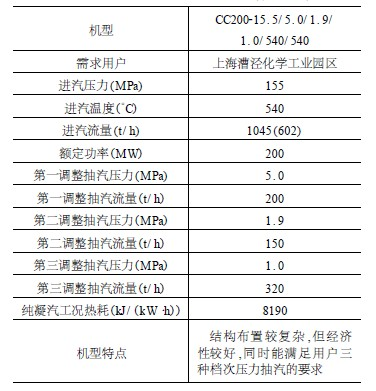 机型 CC200-15.5/5.0/1.9/
1.0/540/540
需求用户 上海漕泾化学工业园区
进汽压力(MPa) 155
进汽温度(℃) 540
进汽流量(t/h) 1045(602)
额定功率(MW) 200
第一调整抽汽压力(MPa) 5.0
第一调整抽汽流量(t/h) 200
第二调整抽汽压力(MPa) 1.9
第二调整抽汽流量(t/h) 150
第三调整抽汽压力(MPa) 1.0
第三调整抽汽流量(t/h) 320
纯凝汽工况热耗(kJ/(kW·h)) 8190
机型特点 结构布置较复杂,但经济
性较好,同时能满足用户三
种档次压力抽汽的要求